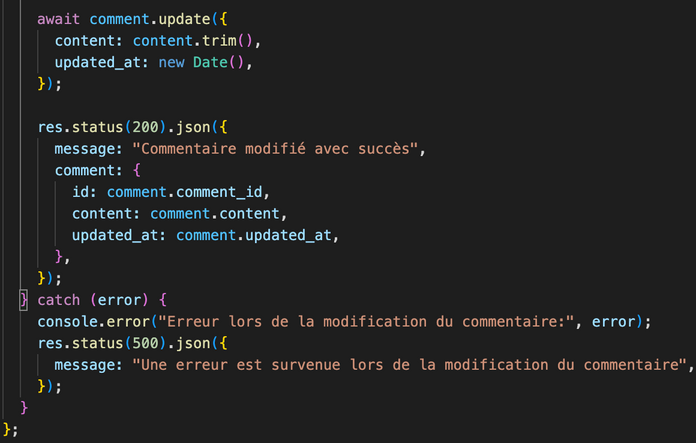 await comment.update({
content: content.trim(),
updated_at: new Date(),
});
res.status(200).json({
message: "Commentaire modifié avec succès",
comment: {
id: comment.comment_id,
content: comment.content,
updated_at: comment.updated_at,
},
});
} catch (error) {
console.error("Erreur lors de la modification du commentaire:", error);
res.status(500).json({
message: "Une erreur est survenue lors de la modification du commentaire",
});
}
};